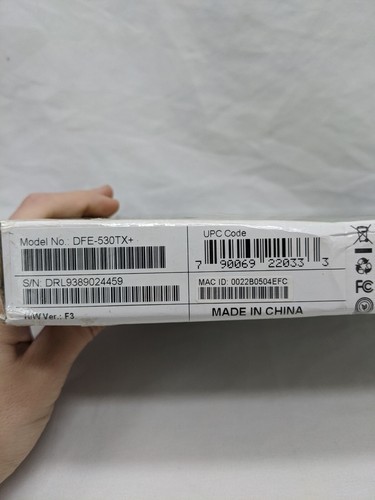 Model No. DFE-530TX+
UPC Code
7 90069 22033 3
S/N: DRL9389024459
MAC ID: 0022B0504EFC
H/W Ver.: F3
MADE IN CHINA
FC